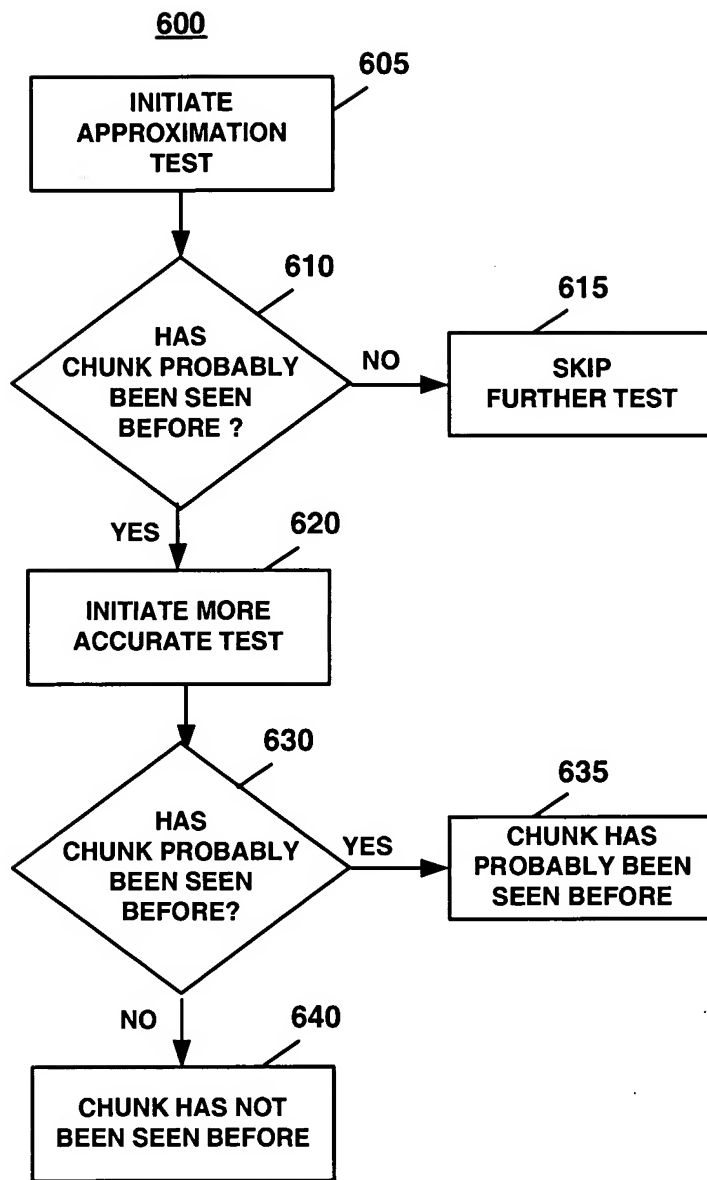 600
605
INITIATE
APPROXIMATION
TEST
610
HAS
CHUNK PROBABLY
BEEN SEEN
BEFORE ?
NO
615
SKIP
FURTHER TEST
YES
620
INITIATE MORE
ACCURATE TEST
630
HAS
CHUNK PROBABLY
BEEN SEEN
BEFORE?
YES
635
CHUNK HAS
PROBABLY BEEN
SEEN BEFORE
NO
640
CHUNK HAS NOT
BEEN SEEN BEFORE